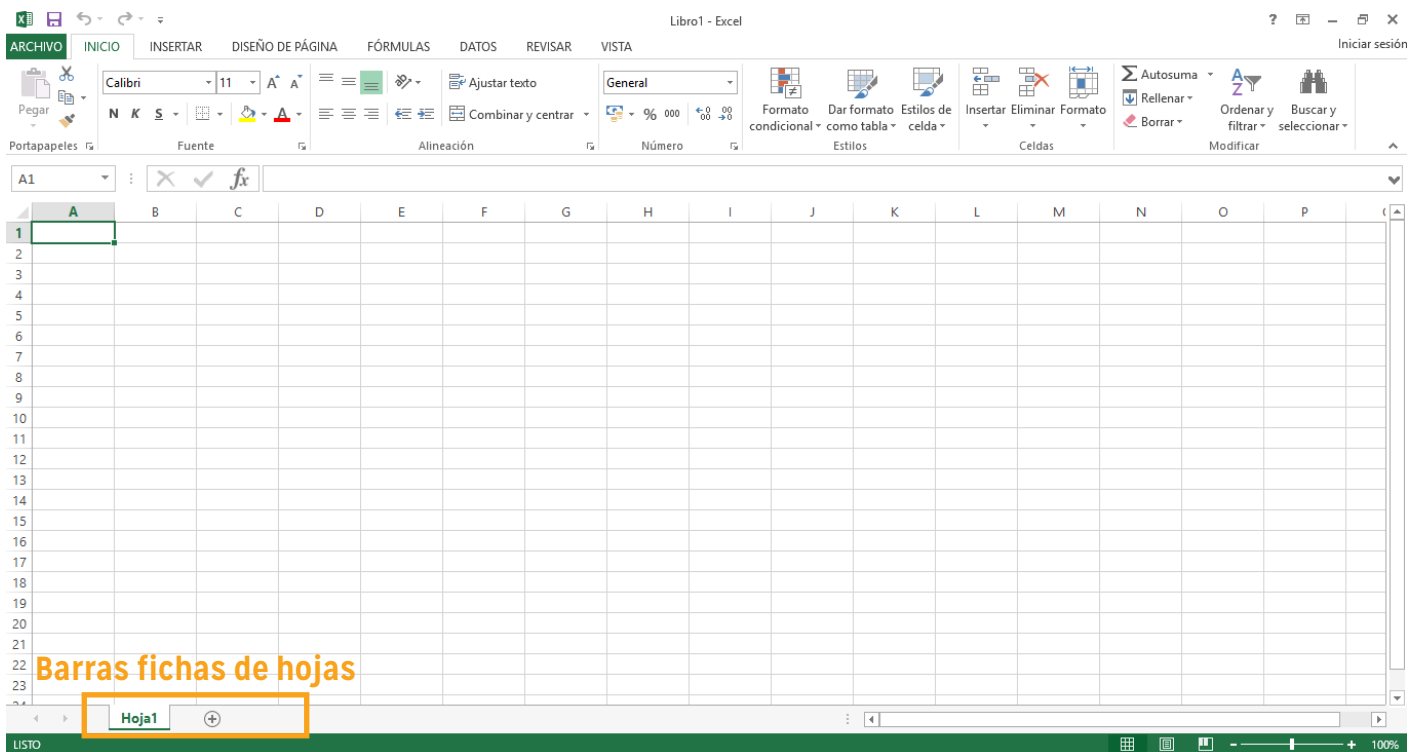 Libro1 - Excel
?
ARCHIVO INICIO INSERTAR DISEÑO DE PÁGINA FÓRMULAS DATOS REVISAR VISTA Iniciar sesión
Calibri 11 A A Ajustar texto General Autosuma
Pegar Rellenar
N K S A Combinar y centrar % 000 Formato Dar formato Estilos de Insertar Eliminar Formato Ordenar y Buscar y
condicional como tabla celda Borrar filtrar seleccionar
Portapapeles Fuente Alineación Número Estilos Celdas Modificar
A1 fx
A B C D E F G H I J K L M N O P
1
2
3
4
5
6
7
8
9
10
11
12
13
14
15
16
17
18
19
20
21
22
Barras fichas de hojas
23
Hoja1
LISTO 100%